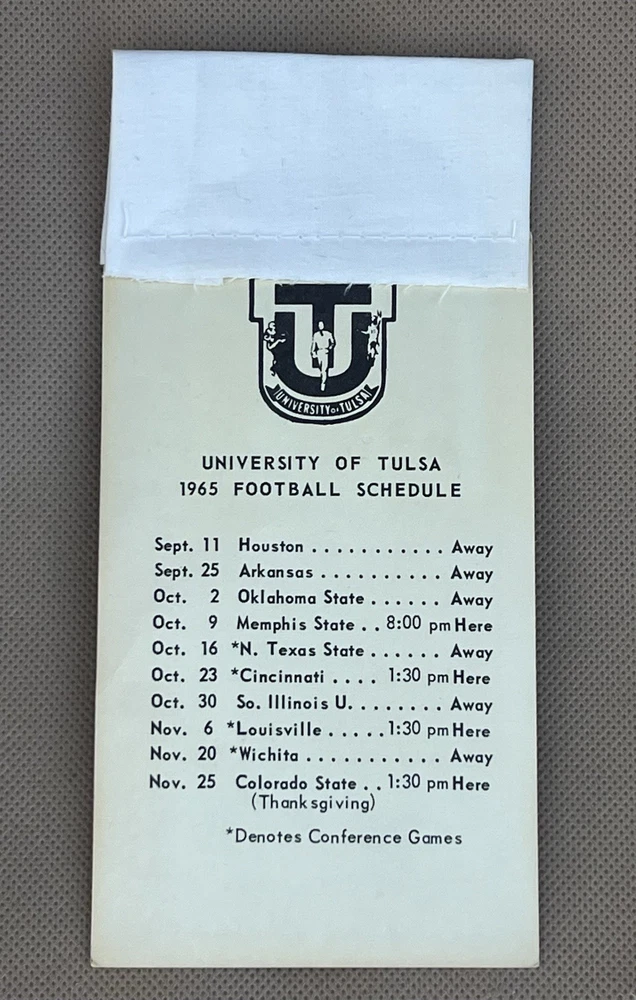 UNIVERSITY OF TULSA
UNIVERSITY OF TULSA
1965 FOOTBALL SCHEDULE
Sept. 11 Houston . . . . . . . . . . . Away
Sept. 25 Arkansas . . . . . . . . . . Away
Oct. 2 Oklahoma State . . . . . . Away
Oct. 9 Memphis State . . 8:00 pm Here
Oct. 16 *N. Texas State . . . . . . Away
Oct. 23 *Cincinnati . . . . 1:30 pm Here
Oct. 30 So. Illinois U. . . . . . . . Away
Nov. 6 *Louisville . . . . . 1:30 pm Here
Nov. 20 *Wichita . . . . . . . . . . . Away
Nov. 25 Colorado State . . 1:30 pm Here
(Thanksgiving)
*Denotes Conference Games